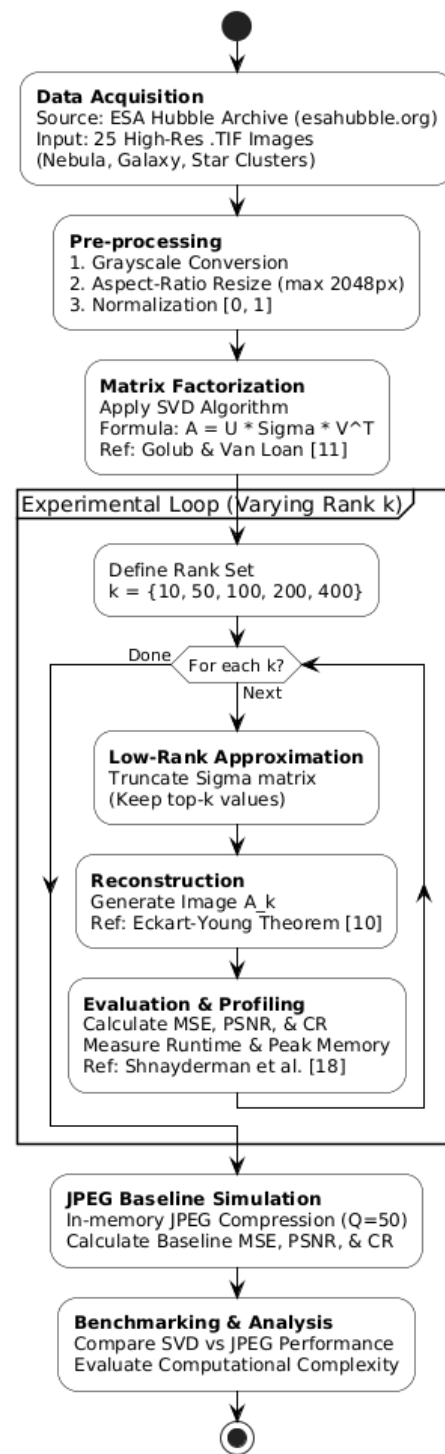 Data Acquisition
Source: ESA Hubble Archive (esahubble.org)
Input: 25 High-Res .TIF Images
(Nebula, Galaxy, Star Clusters)
Pre-processing
1. Grayscale Conversion
2. Aspect-Ratio Resize (max 2048px)
3. Normalization [0, 1]
Matrix Factorization
Apply SVD Algorithm
Formula: A = U * Sigma * V^T
Ref: Golub & Van Loan [11]
Experimental Loop (Varying Rank k)
Define Rank Set
k = {10, 50, 100, 200, 400}
Done
For each k?
Next
Low-Rank Approximation
Truncate Sigma matrix
(Keep top-k values)
Reconstruction
Generate Image A_k
Ref: Eckart-Young Theorem [10]
Evaluation & Profiling
Calculate MSE, PSNR, & CR
Measure Runtime & Peak Memory
Ref: Shnayderman et al. [18]
JPEG Baseline Simulation
In-memory JPEG Compression (Q=50)
Calculate Baseline MSE, PSNR, & CR
Benchmarking & Analysis
Compare SVD vs JPEG Performance
Evaluate Computational Complexity